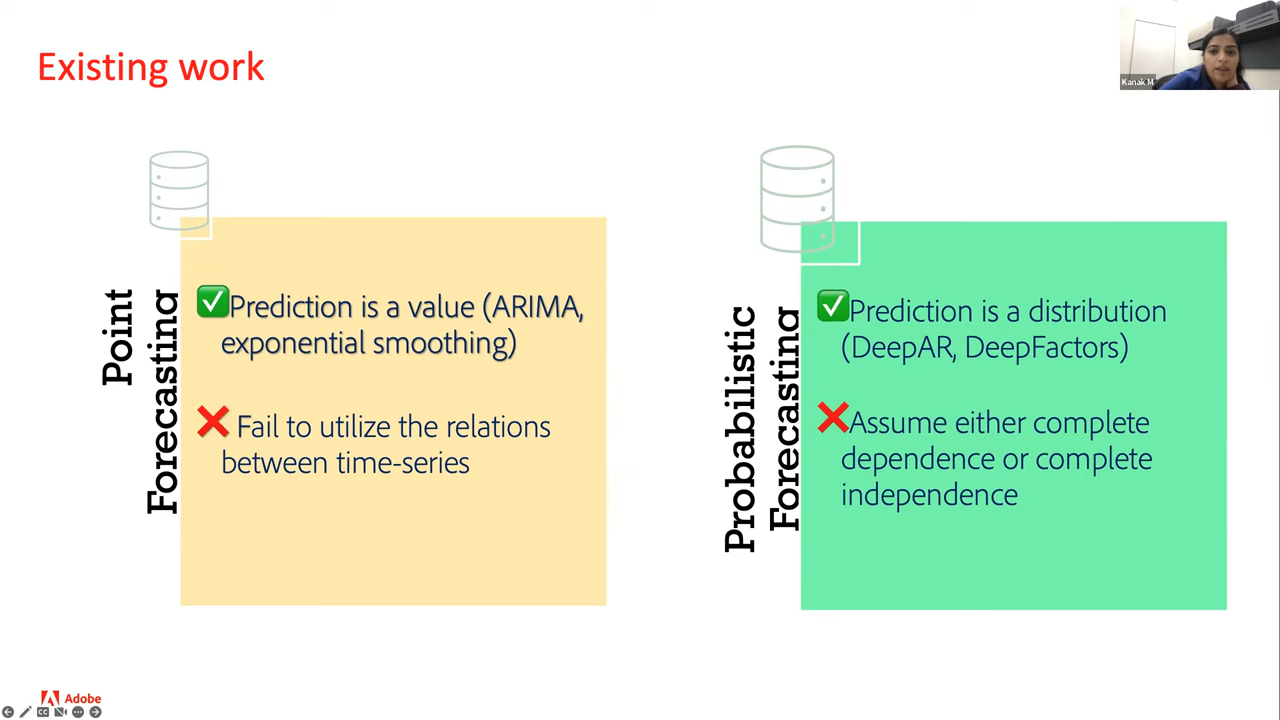 Existing work
Kanak M
Point
Forecasting
✅Prediction is a value (ARIMA,
exponential smoothing)
❌ Fail to utilize the relations
between time-series
Probabilistic
Forecasting
✅Prediction is a distribution
(DeepAR, DeepFactors)
❌Assume either complete
dependence or complete
independence
Adobe
CC